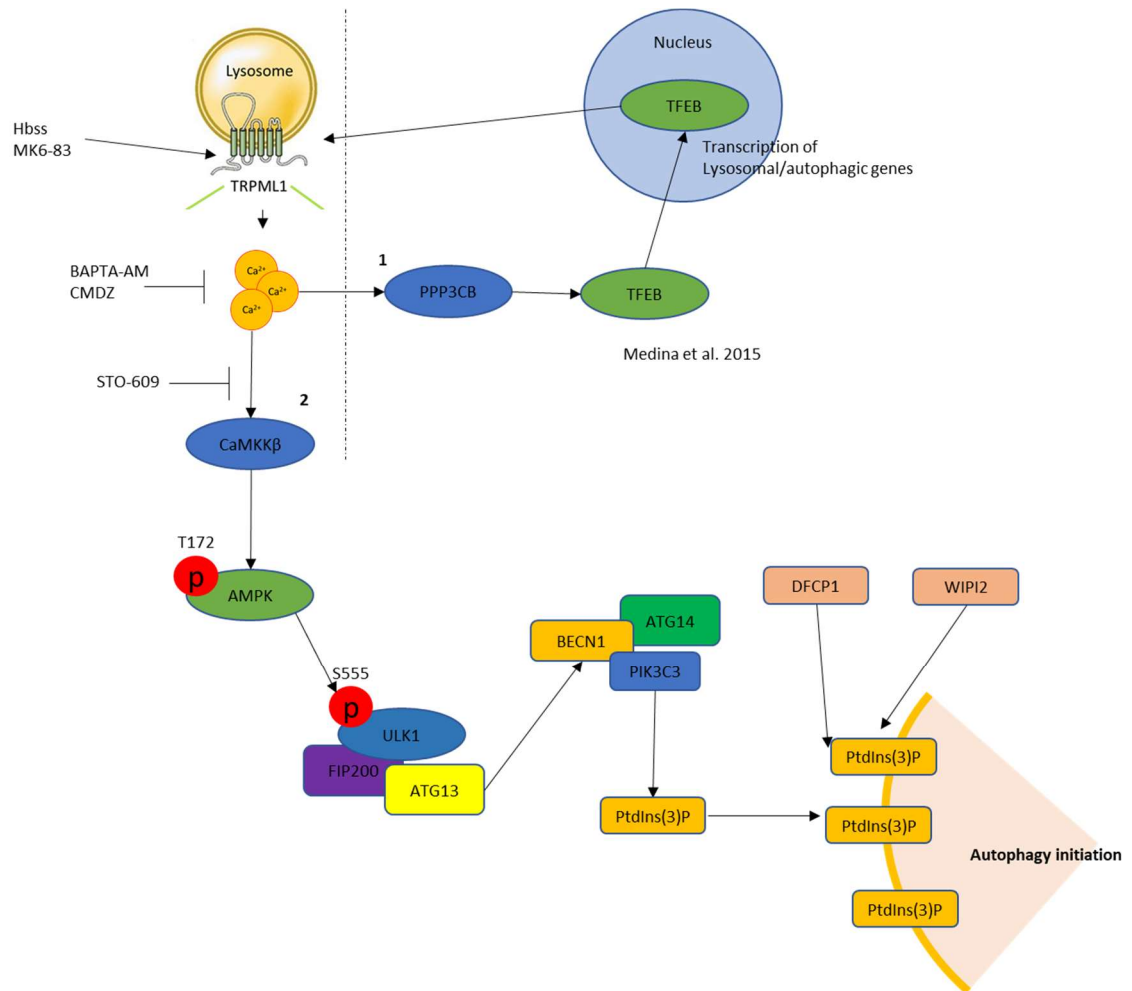 Nucleus
Lysosome
TFEB
Hbss
MK6-83
Transcription of
Lysosomal/autophagic genes
TRPML1
1
BAPTA-AM
CMDZ
Ca²⁺
Ca²⁺
Ca²⁺
PPP3CB
TFEB
Medina et al. 2015
STO-609
2
CaMKKβ
T172
p
AMPK
DFCP1
WIPI2
ATG14
BECN1
PIK3C3
S555
p
ULK1
FIP200
ATG13
PtdIns(3)P
PtdIns(3)P
PtdIns(3)P
Autophagy initiation
PtdIns(3)P